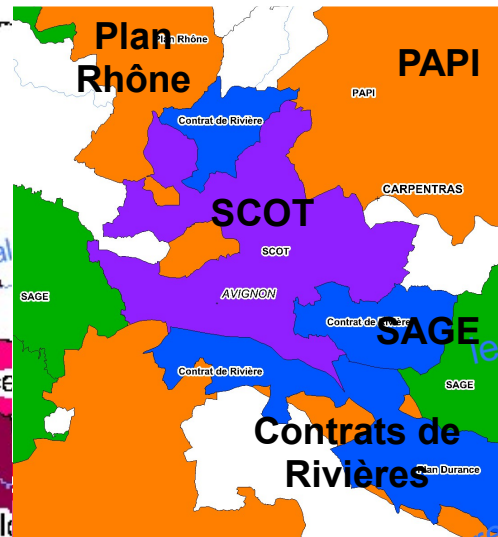 Plan
Rhône
Plan Rhône
PAPI
PAPI
Contrat de Rivière
CARPENTRAS
SCOT
SCOT
AVIGNON
SAGE
Contrat de Rivière
SAGE
Contrat de Rivière
SAGE
Contrats de
Rivières
Plan Durance